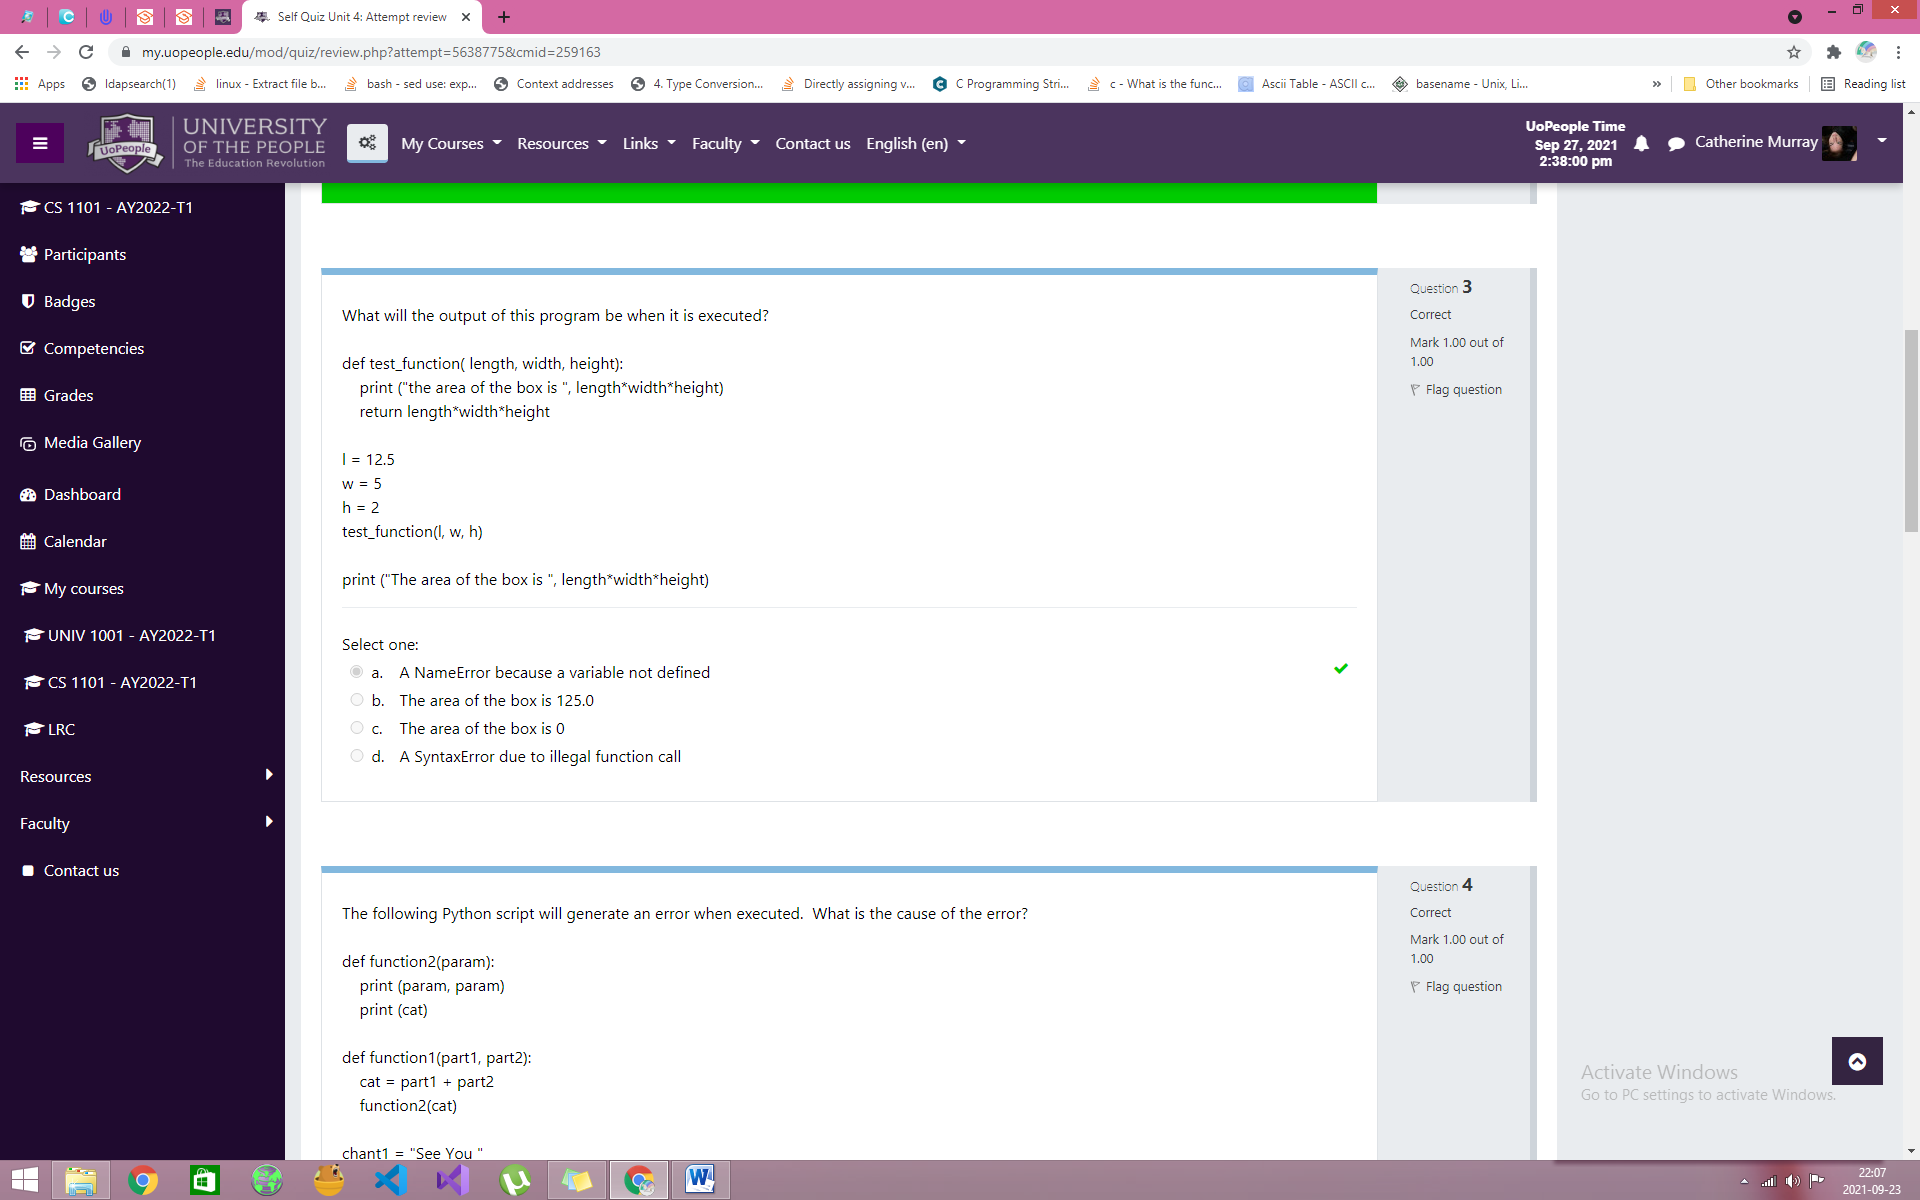 Self Quiz Unit 4: Attempt review
my.uopeople.edu/mod/quiz/review.php?attempt=5638775&cmid=259163
Apps ldapsearch(1) linux - Extract file b... bash - sed use: exp... Context addresses 4. Type Conversion... Directly assigning v... C Programming Stri... c - What is the func... Ascii Table - ASCII c... basename - Unix, Li... » Other bookmarks Reading list
UoPeople
UNIVERSITY
OF THE PEOPLE
The Education Revolution
My Courses Resources Links Faculty Contact us English (en)
UoPeople Time
Sep 27, 2021
2:38:00 pm
Catherine Murray
CS 1101 - AY2022-T1
Participants
Badges
Competencies
Grades
Media Gallery
Dashboard
Calendar
My courses
UNIV 1001 - AY2022-T1
CS 1101 - AY2022-T1
LRC
Resources
Faculty
Contact us
What will the output of this program be when it is executed?
def test_function( length, width, height):
print ("the area of the box is ", length*width*height)
return length*width*height
l = 12.5
w = 5
h = 2
test_function(l, w, h)
print ("The area of the box is ", length*width*height)
Select one:
a. A NameError because a variable not defined
b. The area of the box is 125.0
c. The area of the box is 0
d. A SyntaxError due to illegal function call
Question 3
Correct
Mark 1.00 out of
1.00
Flag question
The following Python script will generate an error when executed.  What is the cause of the error?
def function2(param):
print (param, param)
print (cat)
def function1(part1, part2):
cat = part1 + part2
function2(cat)
chant1 = "See You "
Question 4
Correct
Mark 1.00 out of
1.00
Flag question
Activate Windows
Go to PC settings to activate Windows.
22:07
2021-09-23